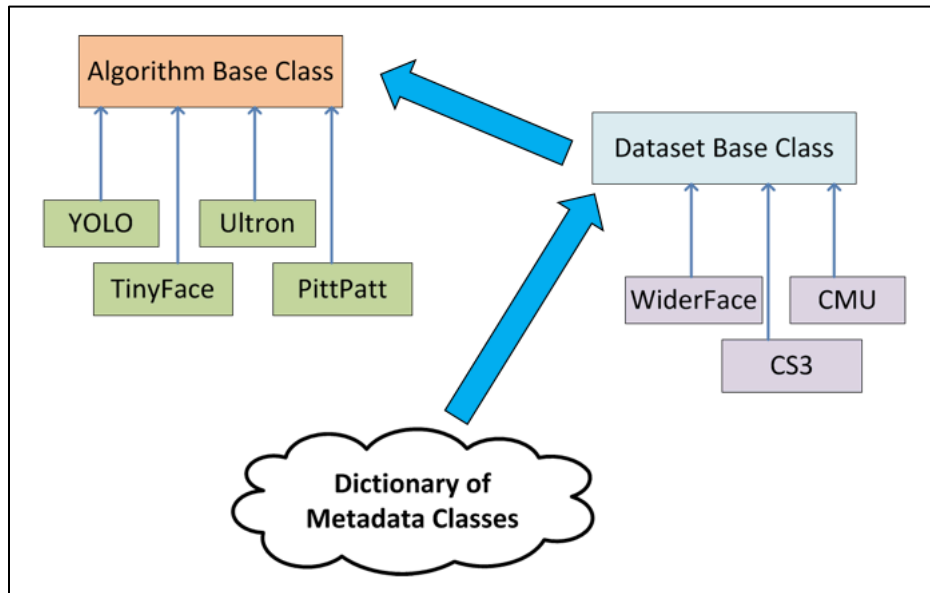 Algorithm Base Class
Dataset Base Class
YOLO
Ultron
TinyFace
PittPatt
WiderFace
CMU
CS3
Dictionary of
Metadata Classes